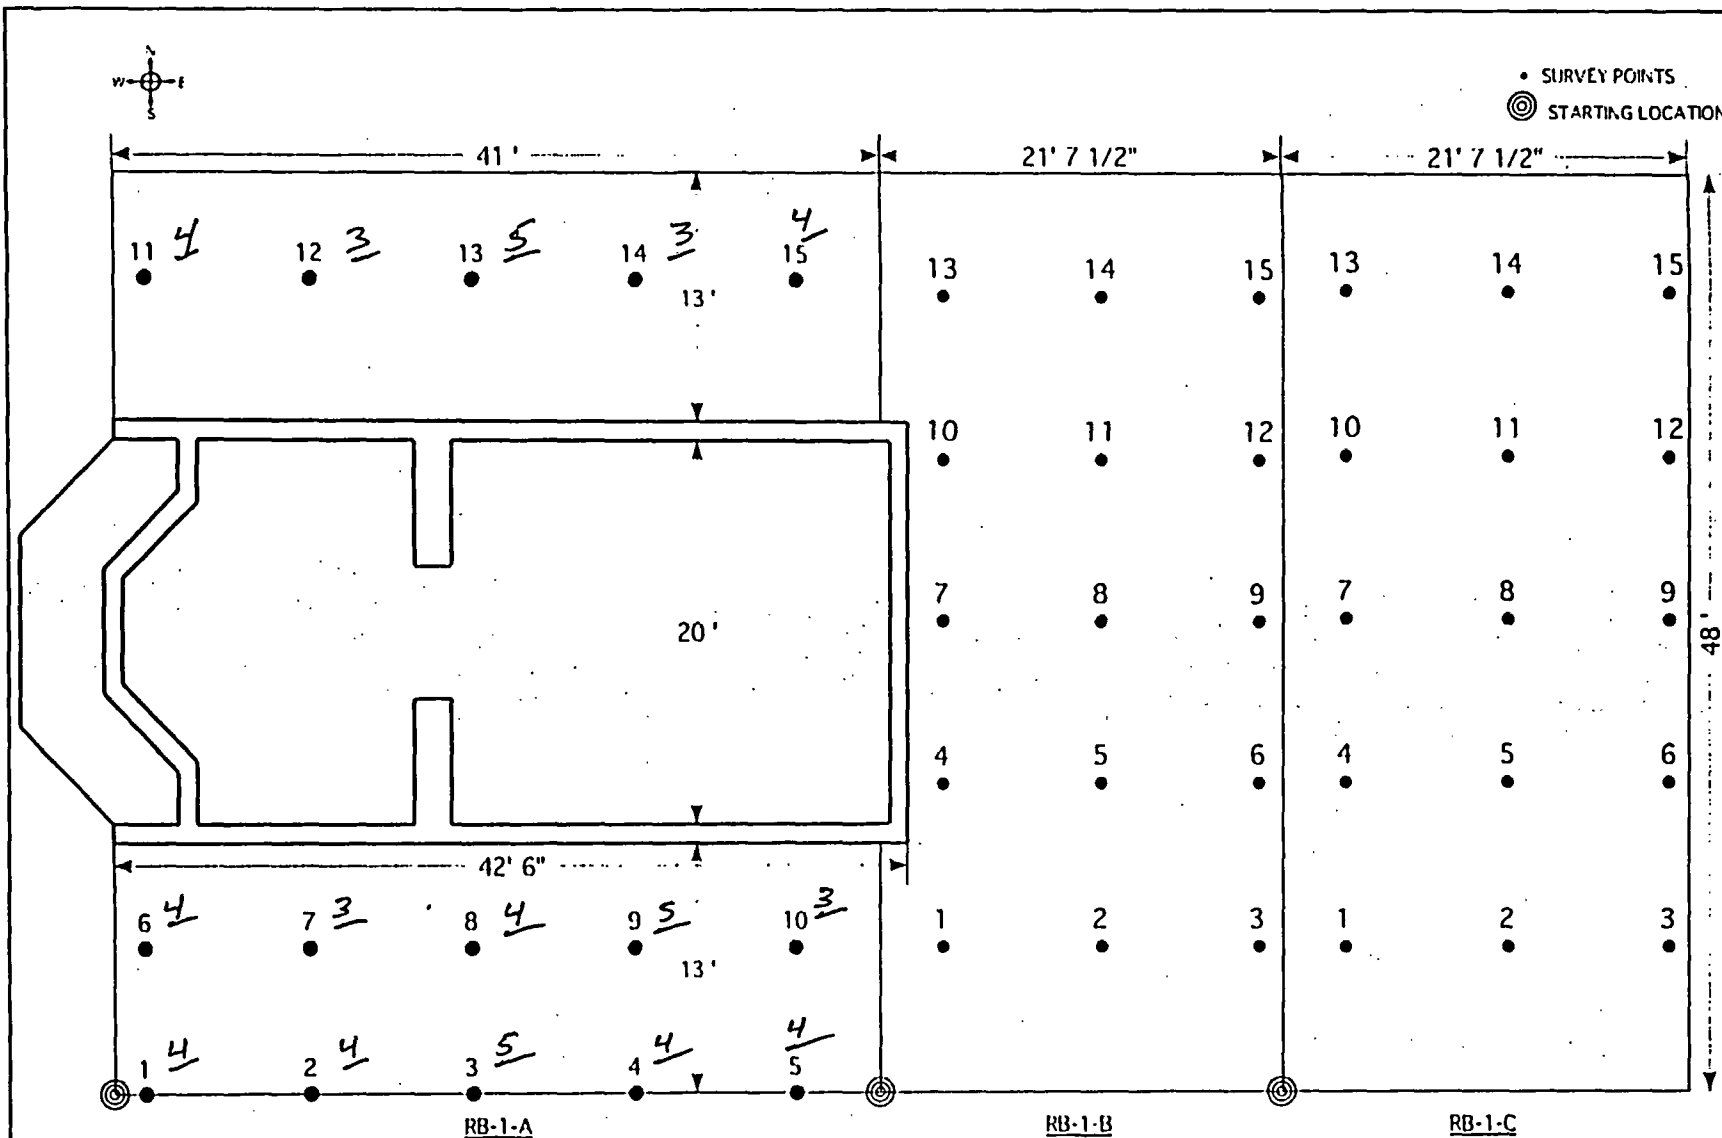 N
W E
S
• SURVEY POINTS
STARTING LOCATION
41' 21' 7 1/2" 21' 7 1/2"
11 4 12 3 13 5 14 3 15 4
13'
13 14 15 13 14 15
10 11 12 10 11 12
7 8 9 7 8 9
20'
48'
4 5 6 4 5 6
42' 6"
6 4 7 3 8 4 9 5 10 3
1 2 3 1 2 3
13'
1 4 2 4 3 5 4 4 5 4
RB-1-A RB-1-B RB-1-C